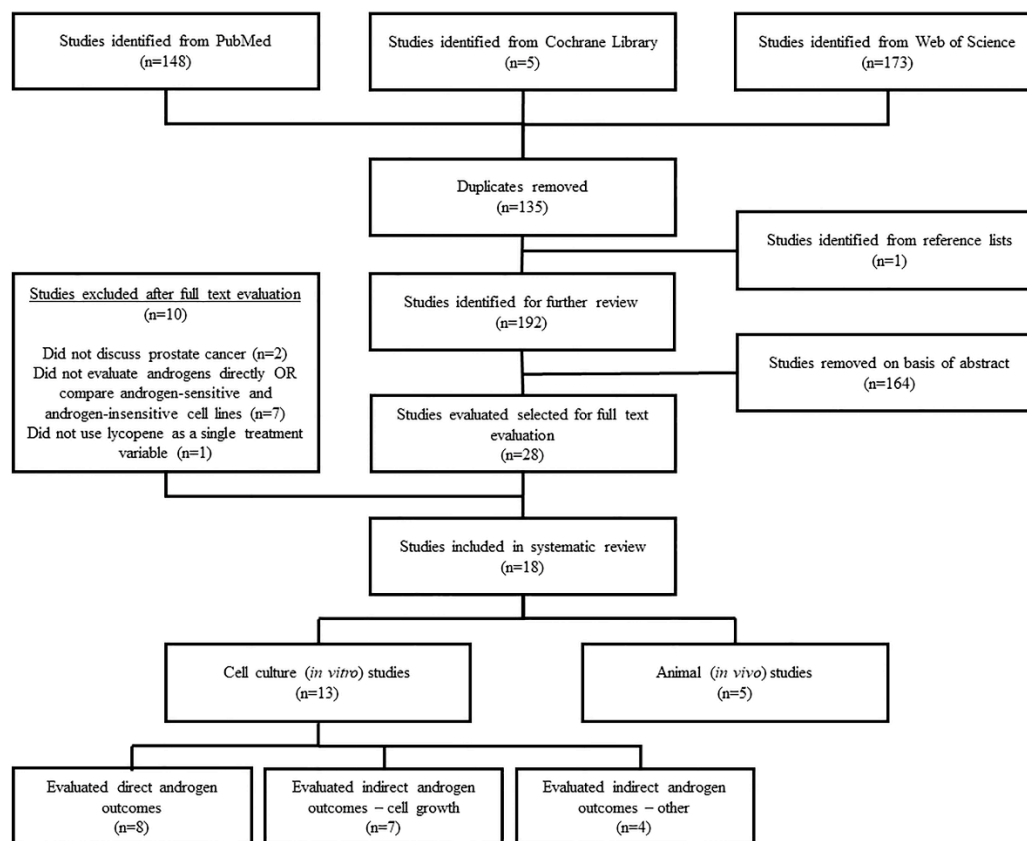 Studies identified from PubMed
(n=148)
Studies identified from Cochrane Library
(n=5)
Studies identified from Web of Science
(n=173)
Duplicates removed
(n=135)
Studies identified from reference lists
(n=1)
Studies excluded after full text evaluation
(n=10)
Did not discuss prostate cancer (n=2)
Did not evaluate androgens directly OR
compare androgen-sensitive and
androgen-insensitive cell lines (n=7)
Did not use lycopene as a single treatment
variable (n=1)
Studies identified for further review
(n=192)
Studies removed on basis of abstract
(n=164)
Studies evaluated selected for full text
evaluation
(n=28)
Studies included in systematic review
(n=18)
Cell culture (in vitro) studies
(n=13)
Animal (in vivo) studies
(n=5)
Evaluated direct androgen
outcomes
(n=8)
Evaluated indirect androgen
outcomes – cell growth
(n=7)
Evaluated indirect androgen
outcomes – other
(n=4)